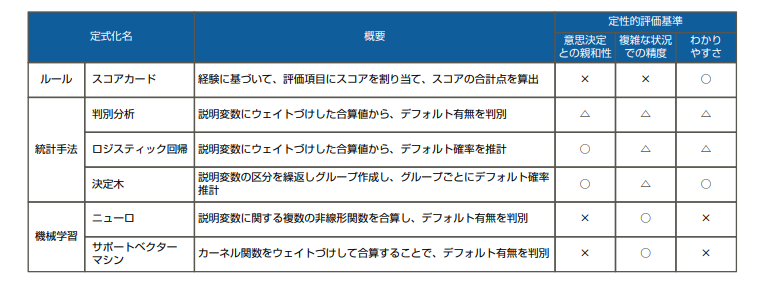 定式化名 概要 定性的評価基準
意思決定
との親和性
複雑な状況
での精度
わかり
やすさ
ルール スコアカード 経験に基づいて、評価項目にスコアを割り当て、スコアの合計点を算出 × × ○
統計手法
判別分析 説明変数にウェイトづけした合算値から、デフォルト有無を判別 △ △ △
ロジスティック回帰 説明変数にウェイトづけした合算値から、デフォルト確率を推計 ○ △ △
決定木 説明変数の区分を繰返しグループ作成し、グループごとにデフォルト確率
推計 ○ △ ○
機械学習
ニューロ 説明変数に関する複数の非線形関数を合算し、デフォルト有無を判別 × ○ ×
サポートベクター
マシン
カーネル関数をウェイトづけして合算することで、デフォルト有無を判別 × ○ ×